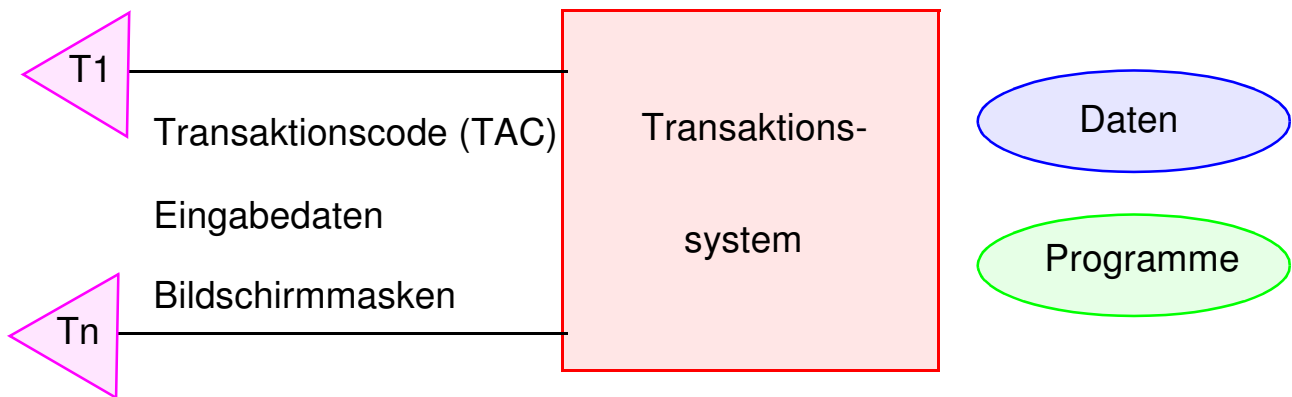 T1
Transaktionscode (TAC)
Eingabedaten
Bildschirmmasken
Tn
Transaktions-
system
Daten
Programme